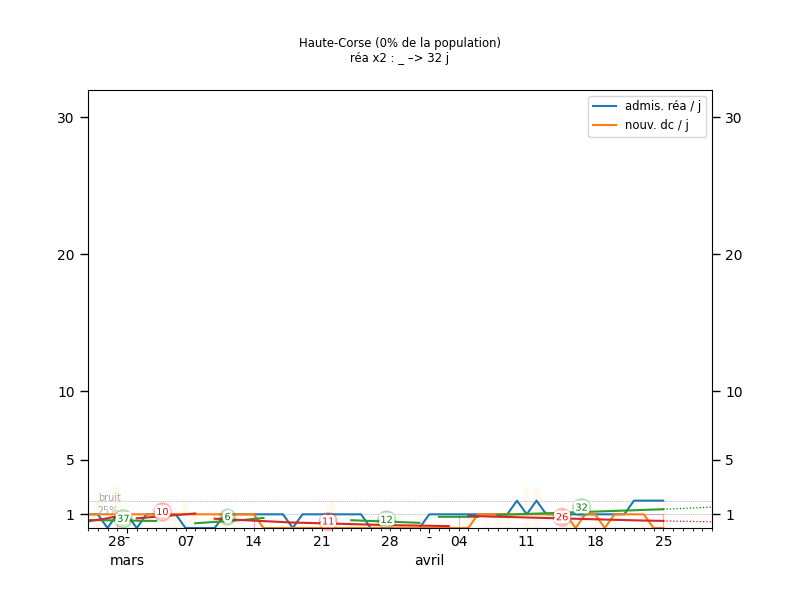 Haute-Corse (0% de la population)
réa x2 : _ –> 32 j
admis. réa / j
nouv. dc / j
30 30
20 20
10 10
5 5
1 1
bruit
25%
37 10 6 11 12 26 32
28 - 07 14 21 28 - 04 11 18 25
mars avril